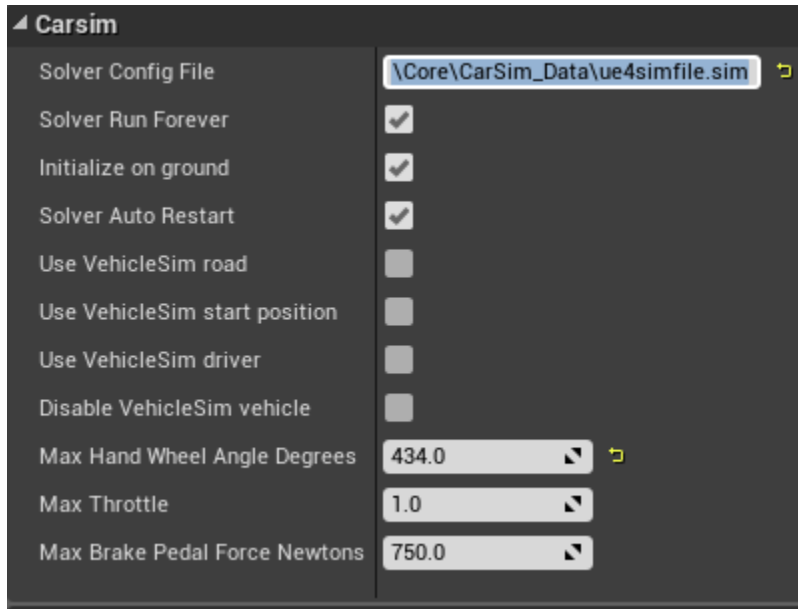 Carsim
Solver Config File \Core\CarSim_Data\ue4simfile.sim
Solver Run Forever
Initialize on ground
Solver Auto Restart
Use VehicleSim road
Use VehicleSim start position
Use VehicleSim driver
Disable VehicleSim vehicle
Max Hand Wheel Angle Degrees 434.0
Max Throttle 1.0
Max Brake Pedal Force Newtons 750.0